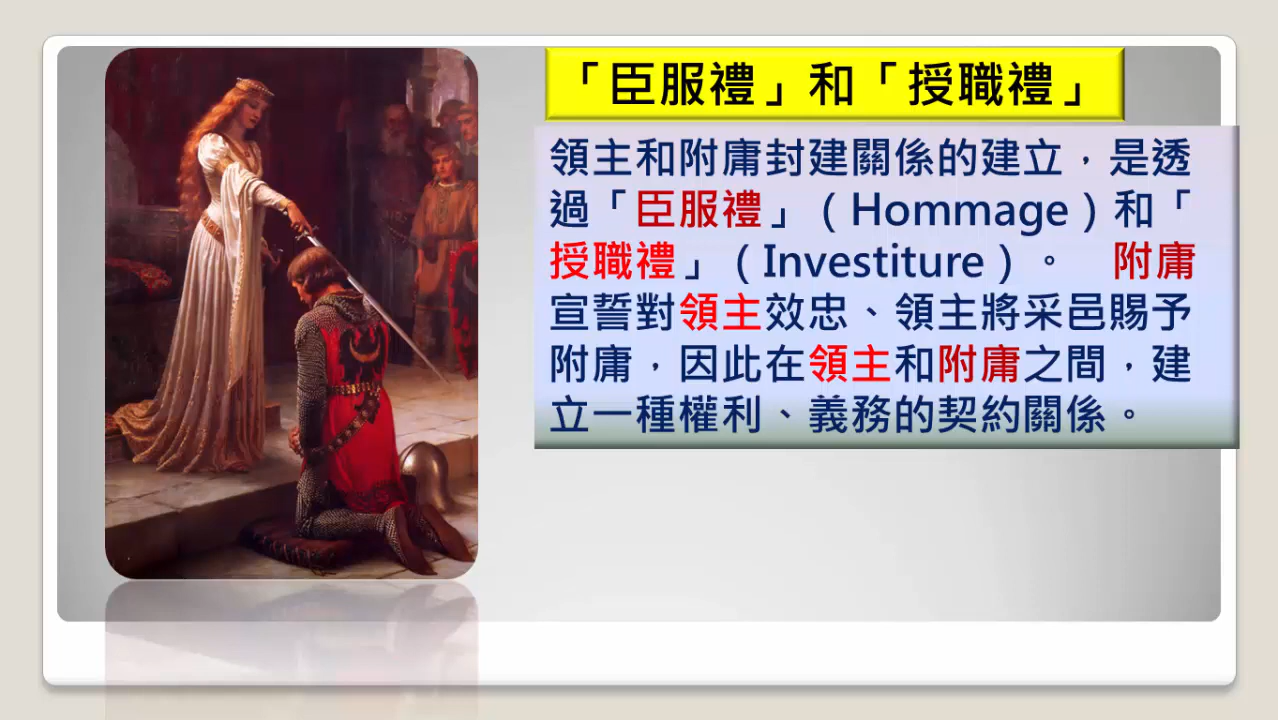 「臣服禮」和「授職禮」
領主和附庸封建關係的建立，是透
過「臣服禮」（Hommage）和「
授職禮」（Investiture）。 附庸
宣誓對領主效忠、領主將采邑賜予
附庸，因此在領主和附庸之間，建
立一種權利、義務的契約關係。